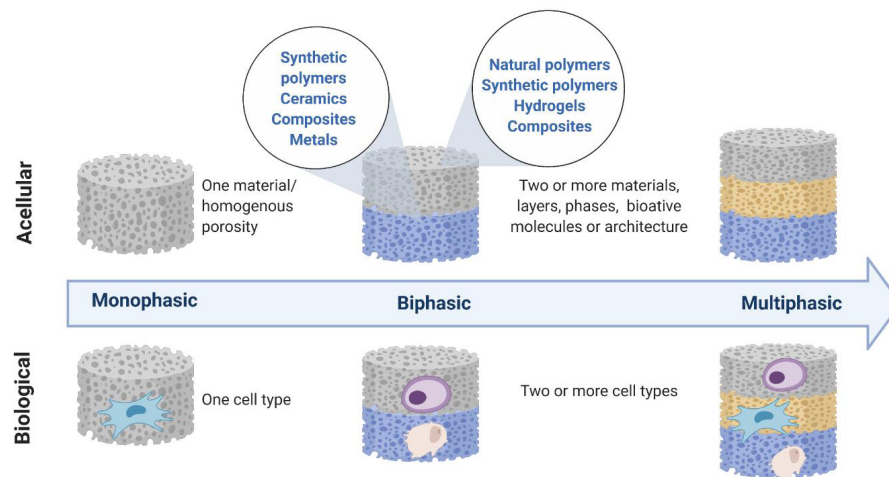 Synthetic
polymers
Ceramics
Composites
Metals
Natural polymers
Synthetic polymers
Hydrogels
Composites
Acellular
One material/
homogenous
porosity
Two or more materials,
layers, phases, bioative
molecules or architecture
Monophasic
Biphasic
Multiphasic
Biological
One cell type
Two or more cell types